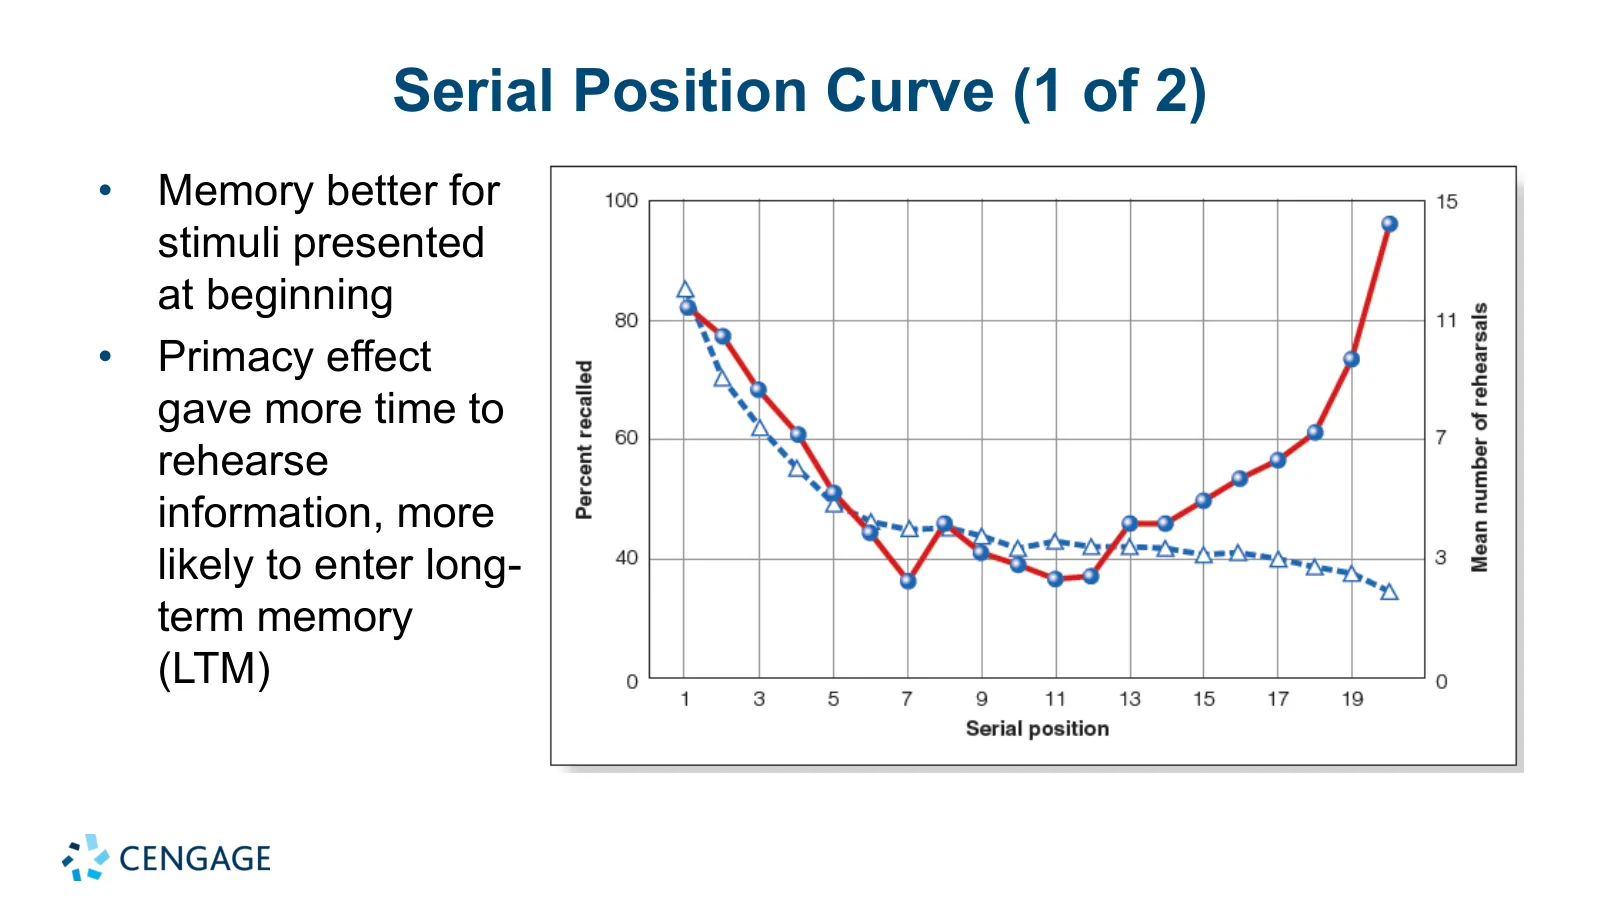 Serial Position Curve (1 of 2)
• Memory better for
stimuli presented
at beginning
• Primacy effect
gave more time to
rehearse
information, more
likely to enter long-
term memory
(LTM)
100
80
60
40
0
Percent recalled
15
11
7
3
0
Mean number of rehearsals
1 3 5 7 9 11 13 15 17 19
Serial position
CENGAGE